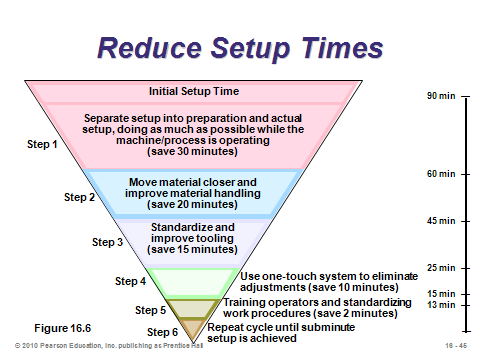 Reduce Setup Times
Initial Setup Time
90 min
Separate setup into preparation and actual
setup, doing as much as possible while the
machine/process is operating
(save 30 minutes)
Step 1
60 min
Move material closer and
improve material handling
(save 20 minutes)
Step 2
45 min
Standardize and
improve tooling
(save 15 minutes)
Step 3
25 min
Step 4
Use one-touch system to eliminate
adjustments (save 10 minutes)
15 min
Step 5
Training operators and standardizing
work procedures (save 2 minutes)
13 min
Figure 16.6
Step 6
Repeat cycle until subminute
setup is achieved
© 2010 Pearson Education, Inc. publishing as Prentice Hall
16 - 45